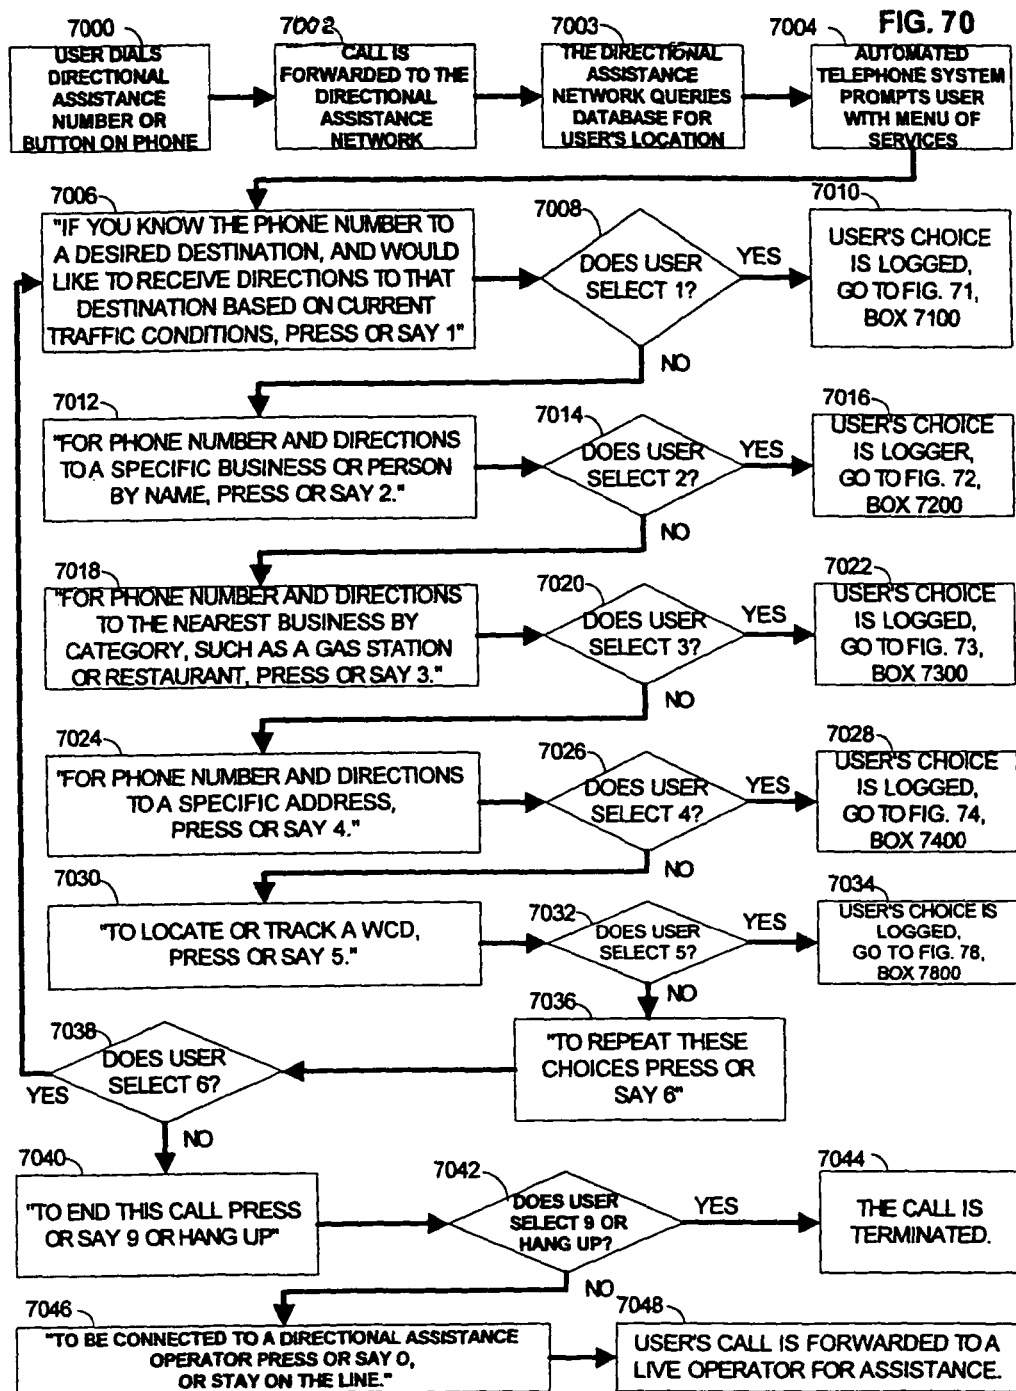 FIG. 70
7000
USER DIALS
DIRECTIONAL
ASSISTANCE
NUMBER OR
BUTTON ON PHONE
7002
CALL IS
FORWARDED TO THE
DIRECTIONAL
ASSISTANCE
NETWORK
7003
THE DIRECTIONAL
ASSISTANCE
NETWORK QUERIES
DATABASE FOR
USER'S LOCATION
7004
AUTOMATED
TELEPHONE SYSTEM
PROMPTS USER
WITH MENU OF
SERVICES
7006
"IF YOU KNOW THE PHONE NUMBER TO
A DESIRED DESTINATION, AND WOULD
LIKE TO RECEIVE DIRECTIONS TO THAT
DESTINATION BASED ON CURRENT
TRAFFIC CONDITIONS, PRESS OR SAY 1"
7008
DOES USER
SELECT 1?
YES
NO
7010
USER'S CHOICE
IS LOGGED,
GO TO FIG. 71,
BOX 7100
7012
"FOR PHONE NUMBER AND DIRECTIONS
TO A SPECIFIC BUSINESS OR PERSON
BY NAME, PRESS OR SAY 2."
7014
DOES USER
SELECT 2?
YES
NO
7016
USER'S CHOICE
IS LOGGER,
GO TO FIG. 72,
BOX 7200
7018
"FOR PHONE NUMBER AND DIRECTIONS
TO THE NEAREST BUSINESS BY
CATEGORY, SUCH AS A GAS STATION
OR RESTAURANT, PRESS OR SAY 3."
7020
DOES USER
SELECT 3?
YES
NO
7022
USER'S CHOICE
IS LOGGED,
GO TO FIG. 73,
BOX 7300
7024
"FOR PHONE NUMBER AND DIRECTIONS
TO A SPECIFIC ADDRESS,
PRESS OR SAY 4."
7026
DOES USER
SELECT 4?
YES
NO
7028
USER'S CHOICE
IS LOGGED,
GO TO FIG. 74,
BOX 7400
7030
"TO LOCATE OR TRACK A WCD,
PRESS OR SAY 5."
7032
DOES USER
SELECT 5?
YES
NO
7034
USER'S CHOICE IS
LOGGED,
GO TO FIG. 78,
BOX 7800
7036
"TO REPEAT THESE
CHOICES PRESS OR
SAY 6"
7038
DOES USER
SELECT 6?
YES
NO
7040
"TO END THIS CALL PRESS
OR SAY 9 OR HANG UP"
7042
DOES USER
SELECT 9 OR
HANG UP?
YES
NO
7044
THE CALL IS
TERMINATED.
7046
"TO BE CONNECTED TO A DIRECTIONAL ASSISTANCE
OPERATOR PRESS OR SAY 0,
OR STAY ON THE LINE."
7048
USER'S CALL IS FORWARDED TO A
LIVE OPERATOR FOR ASSISTANCE.